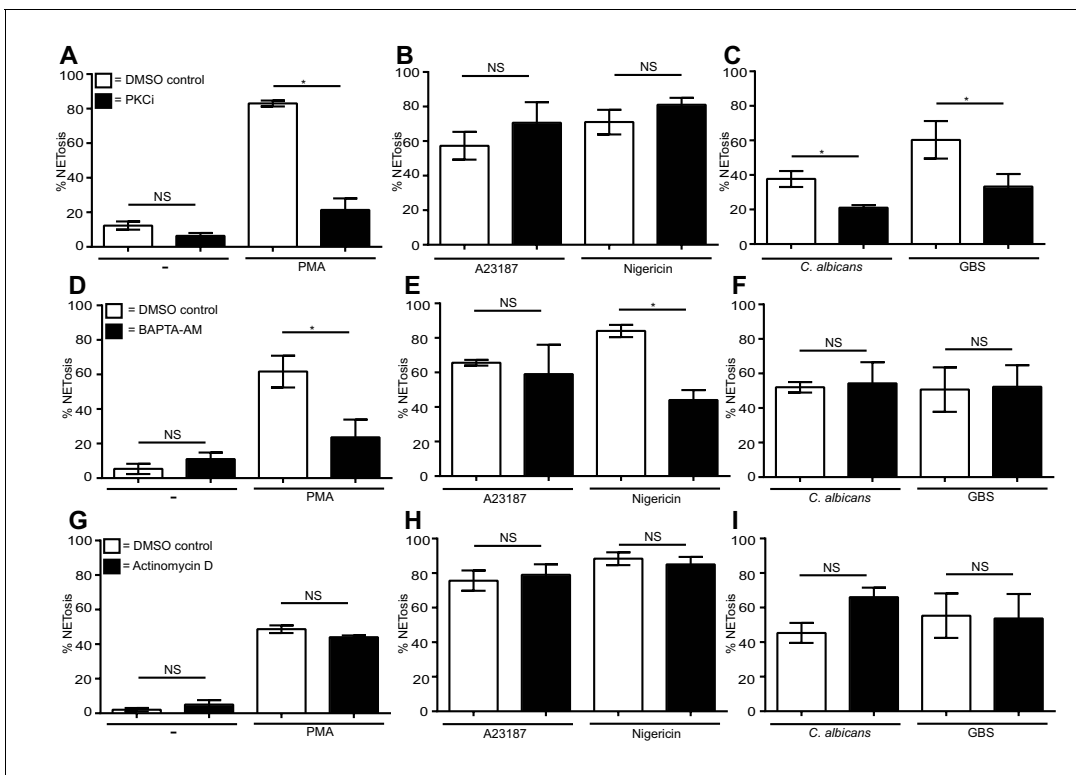 A
= DMSO control
= PKCi
% NETosis
100
80
60
40
20
0
NS
*
–
PMA
B
% NETosis
100
80
60
40
20
0
NS
NS
A23187
Nigericin
C
% NETosis
100
80
60
40
20
0
*
*
C. albicans
GBS
D
= DMSO control
= BAPTA-AM
% NETosis
100
80
60
40
20
0
NS
*
–
PMA
E
% NETosis
100
80
60
40
20
0
NS
*
A23187
Nigericin
F
% NETosis
100
80
60
40
20
0
NS
NS
C. albicans
GBS
G
= DMSO control
= Actinomycin D
% NETosis
100
80
60
40
20
0
NS
NS
–
PMA
H
% NETosis
100
80
60
40
20
0
NS
NS
A23187
Nigericin
I
% NETosis
100
80
60
40
20
0
NS
NS
C. albicans
GBS